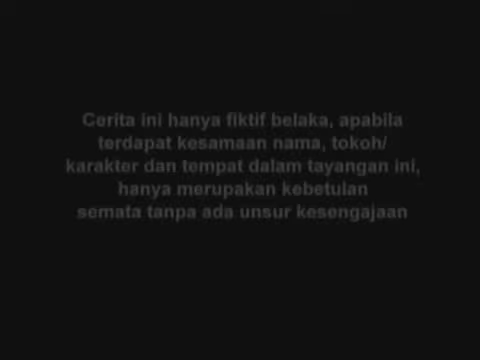 Cerita ini hanya fiktif belaka, apabila
terdapat kesamaan nama, tokoh/
karakter dan tempat dalam tayangan ini,
hanya merupakan kebetulan
semata tanpa ada unsur kesengajaan